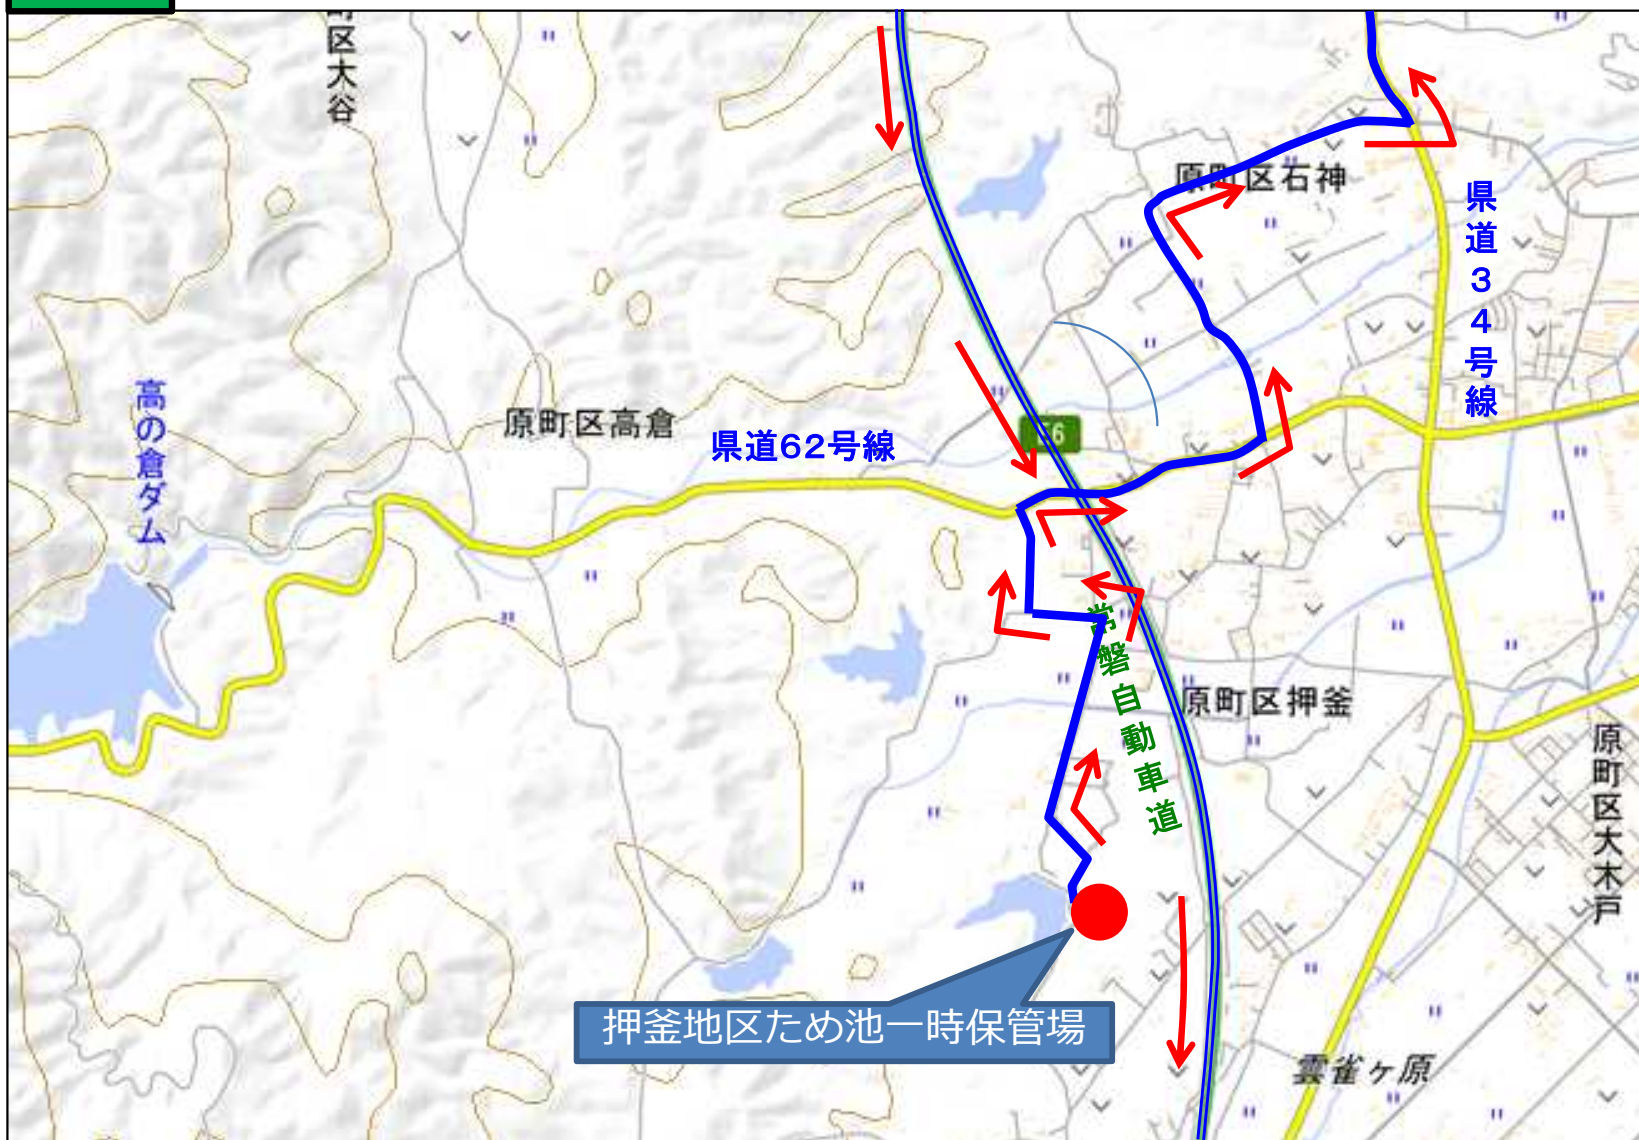 町区大谷
原町区石神
県道34号線
高の倉ダム
原町区高倉
県道62号線
E6
常磐自動車道
原町区押釜
原町区大木戸
押釜地区ため池一時保管場
雲雀ヶ原